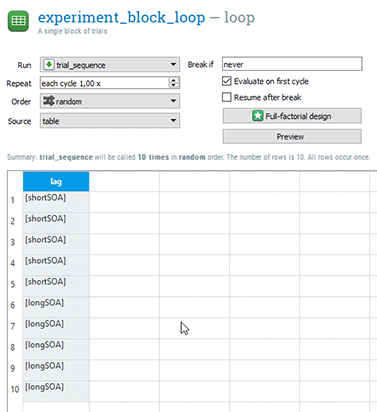 experiment_block_loop – loop
A single block of trials
Run trial_sequence Break if never
Repeat each cycle 1,00 x Evaluate on first cycle
Order random Resume after break
Source table Full-factorial design
Preview
Summary: trial_sequence will be called 10 times in random order. The number of rows is 10. All rows occur once.
lag
1 [shortSOA]
2 [shortSOA]
3 [shortSOA]
4 [shortSOA]
5 [shortSOA]
6 [longSOA]
7 [longSOA]
8 [longSOA]
9 [longSOA]
10 [longSOA]